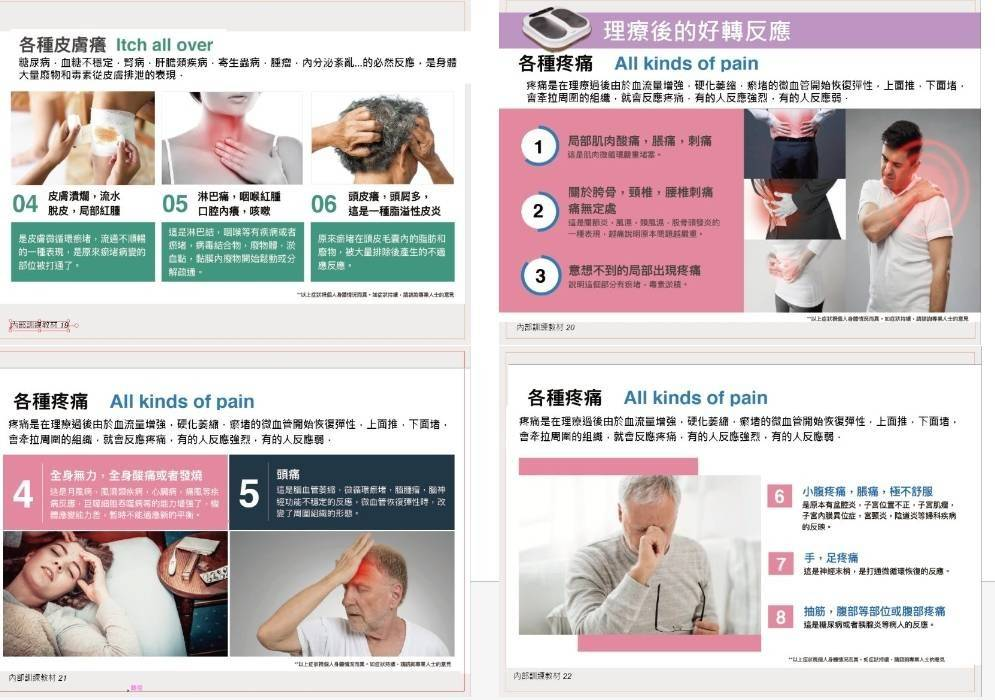 各種皮膚癢 Itch all over
糖尿病﹐血糖不穩定﹐腎病﹐肝膽類疾病﹐寄生蟲病﹐腫瘤﹐內分泌紊亂...的必然反應﹐是身體
大量廢物和毒素從皮膚排泄的表現﹒
04 皮膚潰爛，流水
脫皮，局部紅腫
是皮膚微循環瘀堵，流通不順暢
的一種表現，是原來瘀堵病變的
部位被打通了。
05 淋巴痛，咽喉紅腫
口腔內癢，咳嗽
這是淋巴結，咽喉等有疾病或者
瘀堵，病毒結合物，廢物體，淤
血點，黏膜內廢物開始鬆動或分
解疏通。
06 頭皮癢，頭屑多，
這是一種脂溢性皮炎
原來瘀堵在頭皮毛囊內的脂肪和
廢物，被大量排除後產生的不適
應反應。
**以上症狀視個人身體情況而異。如症狀持續，請諮詢專業人士的意見
內部訓練教材 19
理療後的好轉反應
各種疼痛 All kinds of pain
疼痛是在理療過後由於血流量增強﹐硬化萎縮﹐瘀堵的微血管開始恢復彈性﹐上面推﹐下面堵﹐
會牽拉周圍的組織﹐就會反應疼痛﹐有的人反應強烈﹐有的人反應弱﹒
1 局部肌肉酸痛，脹痛，刺痛
這是肌肉微循環嚴重堵塞。
2 關於胯骨，頸椎，腰椎刺痛
痛無定處
這是關節炎，風濕，類風濕，股骨頭發炎的
一種表現，越痛說明原本問題越嚴重。
3 意想不到的局部出現疼痛
說明這個部分有瘀堵，毒素淤積。
**以上症狀視個人身體情況而異。如症狀持續，請諮詢專業人士的意見
內部訓練教材 20
各種疼痛 All kinds of pain
疼痛是在理療過後由於血流量增強﹐硬化萎縮﹐瘀堵的微血管開始恢復彈性﹐上面推﹐下面堵﹐
會牽拉周圍的組織﹐就會反應疼痛﹐有的人反應強烈﹐有的人反應弱﹒
4 全身無力，全身酸痛或者發燒
這是月風病，風濕類疾病，心臟病，痛風等疾
病反應，巨噬細胞吞噬病毒的能力增強了，機
體應變能力差，暫時不能適應新的平衡。
5 頭痛
這是腦血管萎縮，微循環瘀堵，腦腫瘤，腦神
經功能不穩定的反應，微血管恢復彈性時，改
變了周圍組織的形態。
**以上症狀視個人身體情況而異。如症狀持續，請諮詢專業人士的意見
內部訓練教材 21
各種疼痛 All kinds of pain
疼痛是在理療過後由於血流量增強﹐硬化萎縮﹐瘀堵的微血管開始恢復彈性﹐上面推﹐下面堵﹐
會牽拉周圍的組織﹐就會反應疼痛﹐有的人反應強烈﹐有的人反應弱﹒
6 小腹疼痛，脹痛，極不舒服
是原本有盆腔炎，子宮位置不正，子宮肌瘤，
子宮內膜異位症，宮頸炎，陰道炎等婦科疾病
的反映。
7 手，足疼痛
這是神經末梢，是打通微循環恢復的反應。
8 抽筋，腹部等部位或腹部疼痛
這是糖尿病或者胰腺炎等病人的反應。
**以上症狀視個人身體情況而異。如症狀持續，請諮詢專業人士的意見
內部訓練教材 22